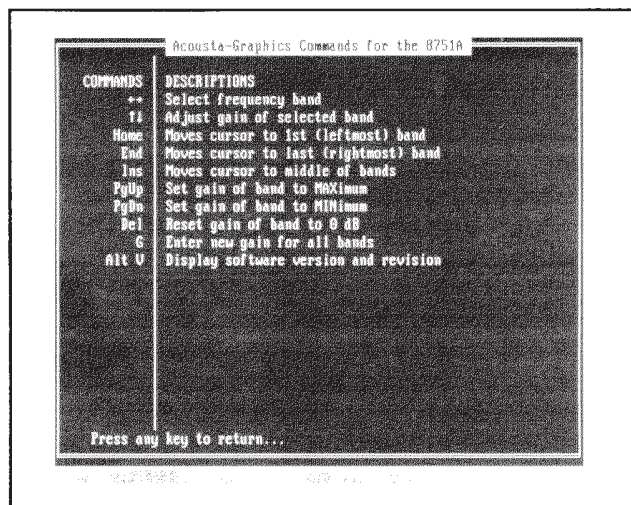 Acousta-Graphics Commands for the 8751A
COMMANDS DESCRIPTIONS
↔ Select frequency band
↑↓ Adjust gain of selected band
Home Moves cursor to 1st (leftmost) band
End Moves cursor to last (rightmost) band
Ins Moves cursor to middle of bands
PgUp Set gain of band to MAXimum
PgDn Set gain of band to MINimum
Del Reset gain of band to 0 dB
G Enter new gain for all bands
Alt V Display software version and revision
Press any key to return...